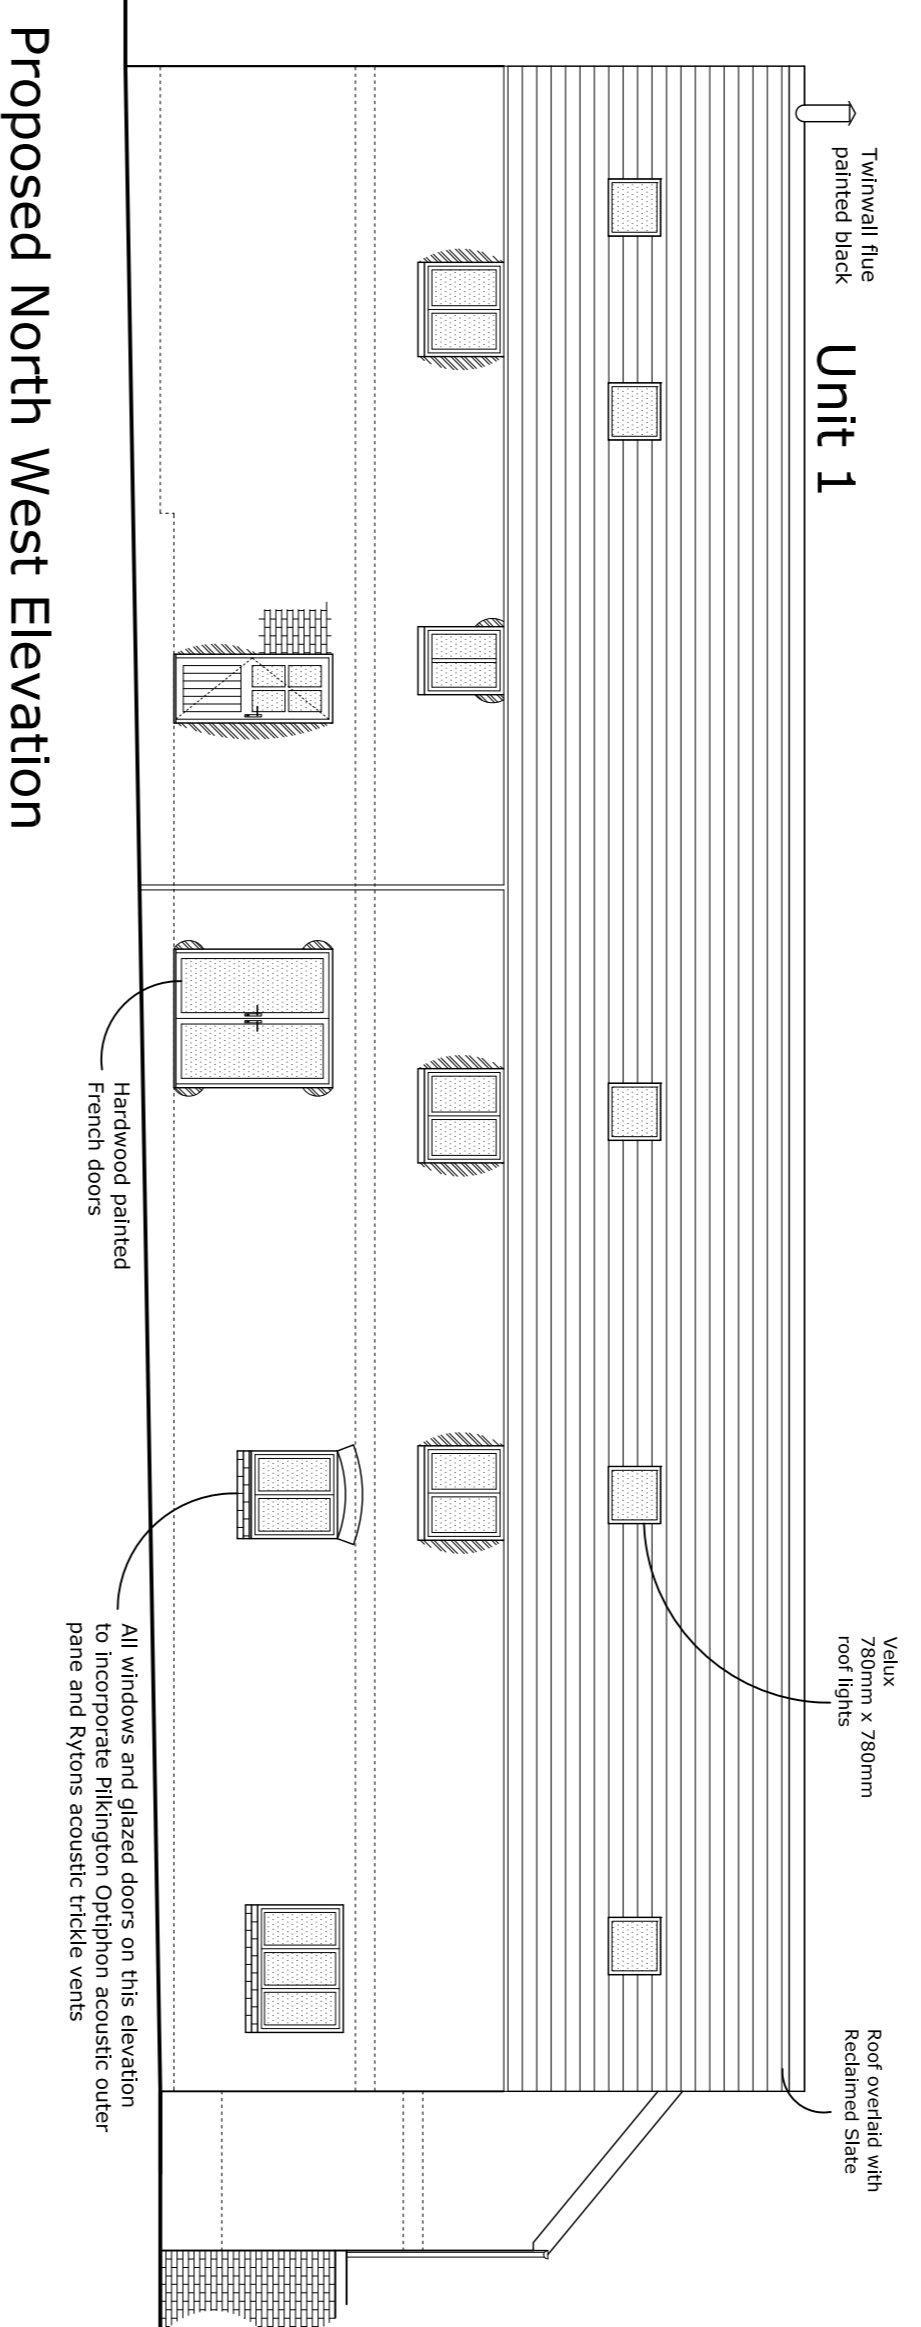 Twinwall flue
painted black
Unit 1
Velux
780mm x 780mm
roof lights
Roof overlaid with
Reclaimed Slate
Hardwood painted
French doors
All windows and glazed doors on this elevation
to incorporate Pilkington Optiphon acoustic outer
pane and Rytons acoustic trickle vents
Proposed North West Elevation